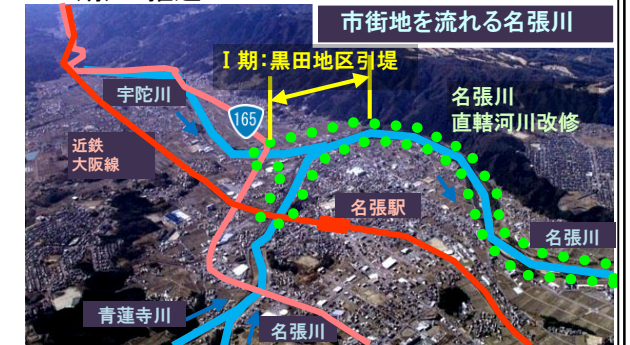 市街地を流れる名張川
Ⅰ期：黒田地区引堤
宇陀川
165
名張川
直轄河川改修
近鉄
大阪線
名張駅
名張川
青蓮寺川
名張川